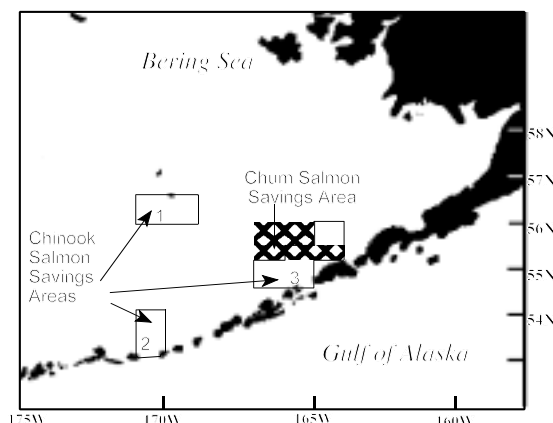 Bering Sea
58N
57N
Chum Salmon
Savings Area
1
56N
Chinook
Salmon
Savings
Areas
3
55N
54N
2
Gulf of Alaska
175W
170W
165W
160W